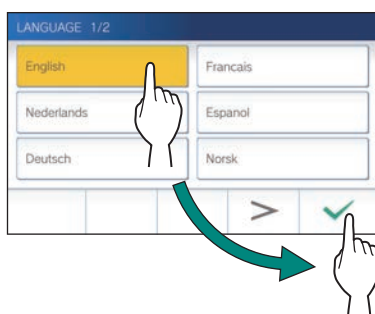 LANGUAGE 1/2
English
Francais
Nederlands
Espanol
Deutsch
Norsk
>